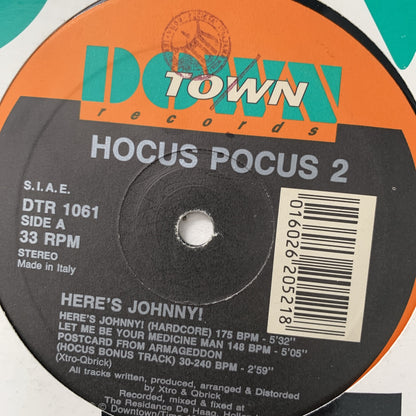 DOWN
TOWN
records
HOCUS POCUS 2
S.I.A.E.
DTR 1061
SIDE A
33 RPM
STEREO
Made in Italy
016026 205218
HERE'S JOHNNY!
HERE'S JOHNNY! (HARDCORE) 175 BPM - 5'32"
LET ME BE YOUR MEDICINE MAN 148 BPM - 5'05"
POSTCARD FROM ARMAGEDDON
(HOCUS BONUS TRACK) 30-240 BPM - 2'59"
(Xtro-Qbrick)
All tracks written, produced, arranged & Distorted
by Xtro & Qbrick
Recorded, mixed & fixed at
The Residance De Haag,
© Downtown/